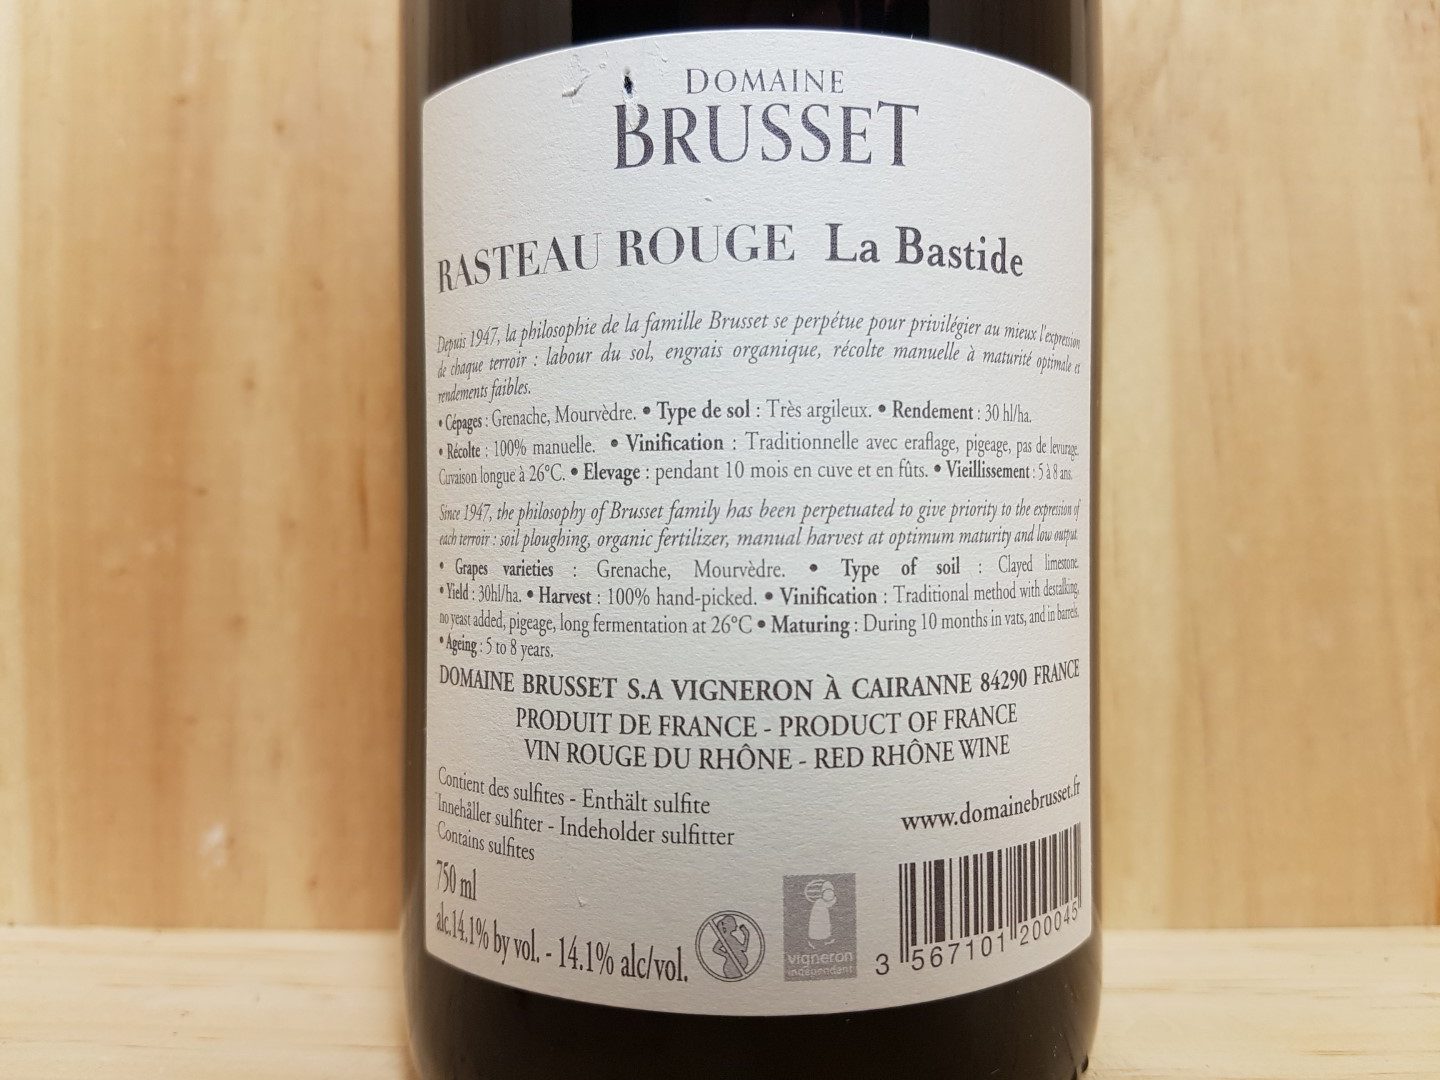 DOMAINE
BRUSSET
RASTEAU ROUGE La Bastide
Depuis 1947, la philosophie de la famille Brusset se perpétue pour privilégier au mieux l'expression
de chaque terroir : labour du sol, engrais organique, récolte manuelle à maturité optimale et
rendements faibles.
• Cépages : Grenache, Mourvèdre. • Type de sol : Très argileux. • Rendement : 30 hl/ha.
• Récolte : 100% manuelle. • Vinification : Traditionnelle avec eraflage, pigeage, pas de levurage.
Cuvaison longue à 26°C. • Elevage : pendant 10 mois en cuve et en fûts. • Vieillissement : 5 à 8 ans.
Since 1947, the philosophy of Brusset family has been perpetuated to give priority to the expression of
each terroir : soil ploughing, organic fertilizer, manual harvest at optimum maturity and low output.
• Grapes varieties : Grenache, Mourvèdre. • Type of soil : Clayed limestone.
• Yield : 30hl/ha. • Harvest : 100% hand-picked. • Vinification : Traditional method with destalking,
no yeast added, pigeage, long fermentation at 26°C • Maturing : During 10 months in vats, and in barrels.
• Ageing : 5 to 8 years.
DOMAINE BRUSSET S.A VIGNERON À CAIRANNE 84290 FRANCE
PRODUIT DE FRANCE - PRODUCT OF FRANCE
VIN ROUGE DU RHÔNE - RED RHÔNE WINE
Contient des sulfites - Enthält sulfite
Innehåller sulfiter - Indeholder sulfitter
Contains sulfites
www.domainebrusset.fr
750 ml
alc.14.1% by vol. - 14.1% alc/vol.
vigneron
indépendant
3 567101 200045